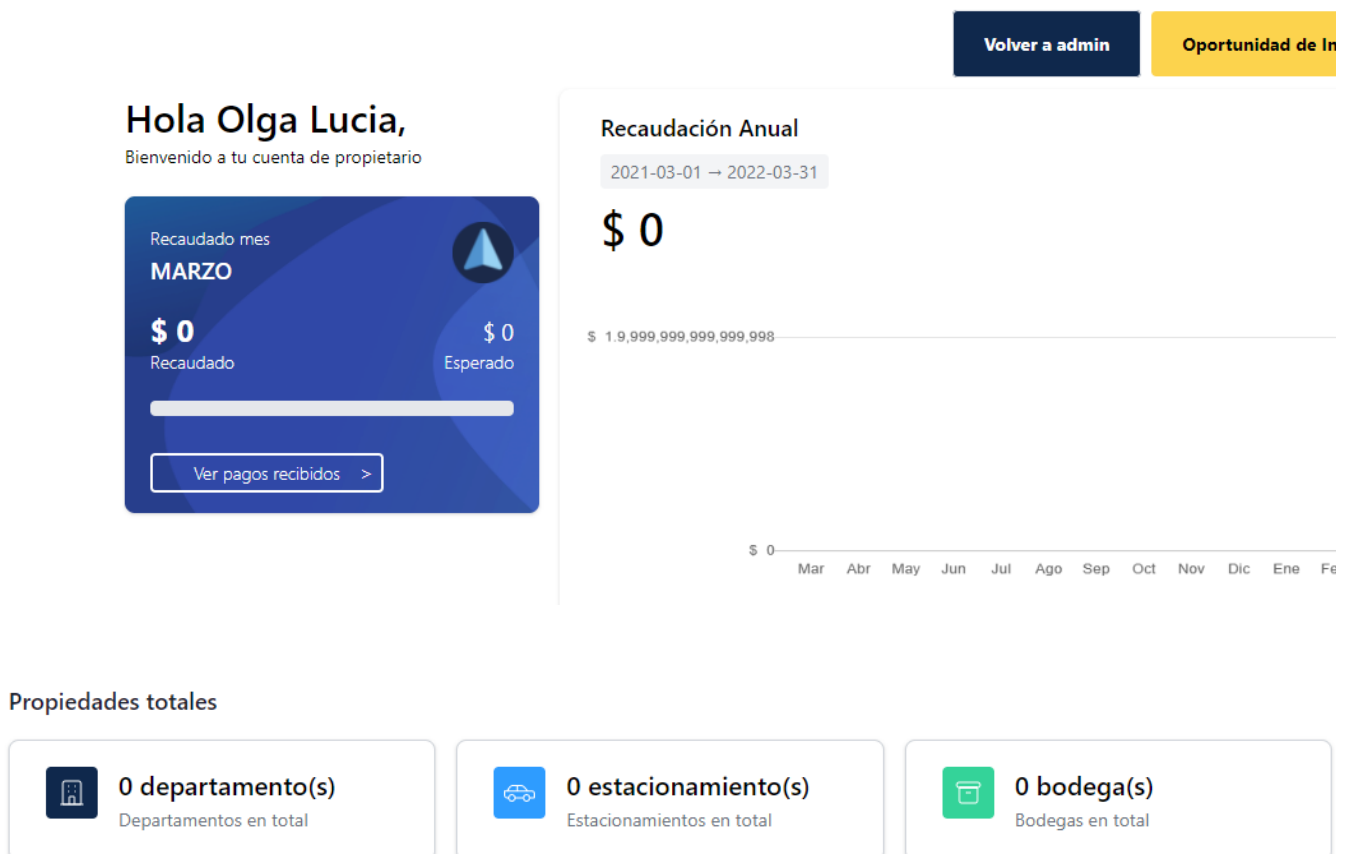 Volver a admin
Oportunidad de In
Hola Olga Lucia,
Bienvenido a tu cuenta de propietario
Recaudado mes
MARZO
$ 0
$ 0
Recaudado
Esperado
Ver pagos recibidos >
Recaudación Anual
2021-03-01 → 2022-03-31
$ 0
$ 1.9,999,999,999,999,998
$ 0
Mar Abr May Jun Jul Ago Sep Oct Nov Dic Ene Fe
Propiedades totales
0 departamento(s)
Departamentos en total
0 estacionamiento(s)
Estacionamientos en total
0 bodega(s)
Bodegas en total